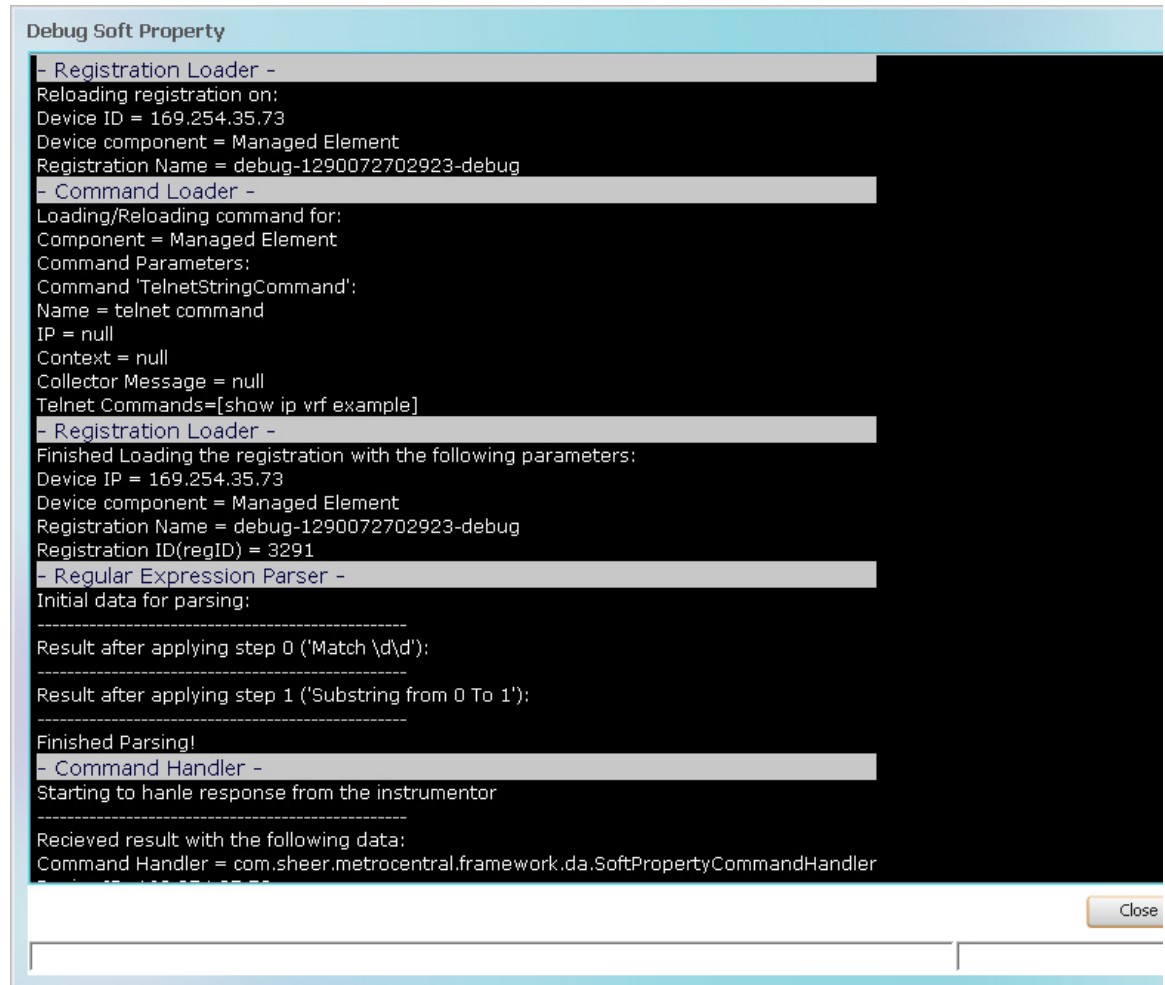 Debug Soft Property
- Registration Loader -
Reloading registration on:
Device ID = 169.254.35.73
Device component = Managed Element
Registration Name = debug-1290072702923-debug
- Command Loader -
Loading/Reloading command for:
Component = Managed Element
Command Parameters:
Command 'TelnetStringCommand':
Name = telnet command
IP = null
Context = null
Collector Message = null
Telnet Commands=[show ip vrf example]
- Registration Loader -
Finished Loading the registration with the following parameters:
Device IP = 169.254.35.73
Device component = Managed Element
Registration Name = debug-1290072702923-debug
Registration ID(regID) = 3291
- Regular Expression Parser -
Initial data for parsing:
--------------------------------------------------
Result after applying step 0 ('Match \d\d'):
--------------------------------------------------
Result after applying step 1 ('Substring from 0 To 1'):
--------------------------------------------------
Finished Parsing!
- Command Handler -
Starting to hanle response from the instrumentor
--------------------------------------------------
Recieved result with the following data:
Command Handler = com.sheer.metrocentral.framework.da.SoftPropertyCommandHandler
Close